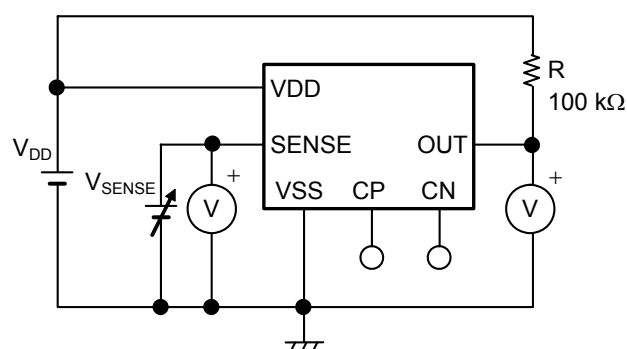 R
100 kΩ
VDD
VDD
SENSE
OUT
VSENSE
+
V
VSS
CP
CN
+
V